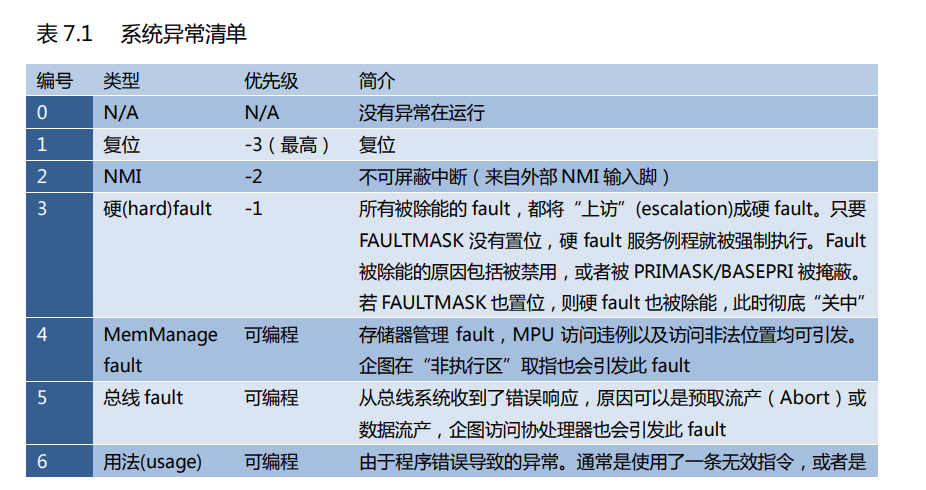 表 7.1 系统异常清单
编号 类型 优先级 简介
0 N/A N/A 没有异常在运行
1 复位 -3（最高） 复位
2 NMI -2 不可屏蔽中断（来自外部 NMI 输入脚）
3 硬(hard)fault -1 所有被除能的 fault，都将“上访”(escalation)成硬 fault。只要
FAULTMASK 没有置位，硬 fault 服务例程就被强制执行。Fault
被除能的原因包括被禁用，或者被 PRIMASK/BASEPRI 被掩蔽。
若 FAULTMASK 也置位，则硬 fault 也被除能，此时彻底“关中”
4 MemManage 可编程 存储器管理 fault，MPU 访问违例以及访问非法位置均可引发。
fault 企图在“非执行区”取指也会引发此 fault
5 总线 fault 可编程 从总线系统收到了错误响应，原因可以是预取流产（Abort）或
数据流产，企图访问协处理器也会引发此 fault
6 用法(usage) 可编程 由于程序错误导致的异常。通常是使用了一条无效指令，或者是